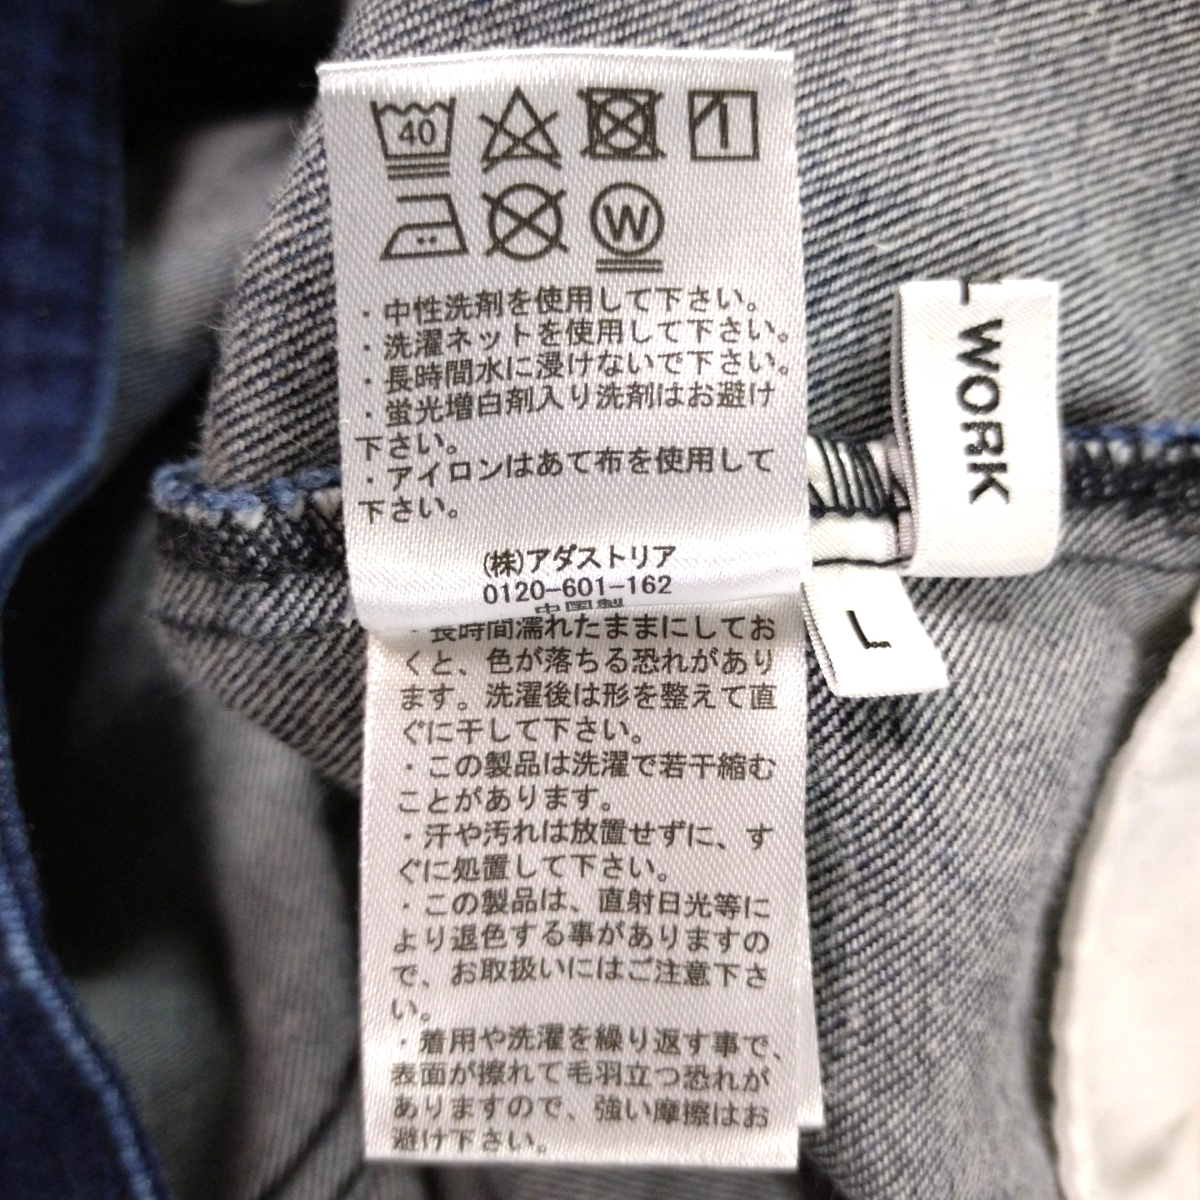 40
W
・中性洗剤を使用して下さい。
・洗濯ネットを使用して下さい。
・長時間水に浸けないで下さい。
・蛍光増白剤入り洗剤はお避け
下さい。
・アイロンはあて布を使用して
下さい。
(株)アダストリア
0120-601-162
中国製
・長時間濡れたままにしてお
くと、色が落ちる恐れがあり
ます。洗濯後は形を整えて直
ぐに干して下さい。
・この製品は洗濯で若干縮む
ことがあります。
・汗や汚れは放置せずに、す
ぐに処置して下さい。
・この製品は、直射日光等に
より退色する事がありますの
で、お取扱いにはご注意下さ
い。
・着用や洗濯を繰り返す事で、
表面が擦れて毛羽立つ恐れが
ありますので、強い摩擦はお
避け下さい。
WORK
L